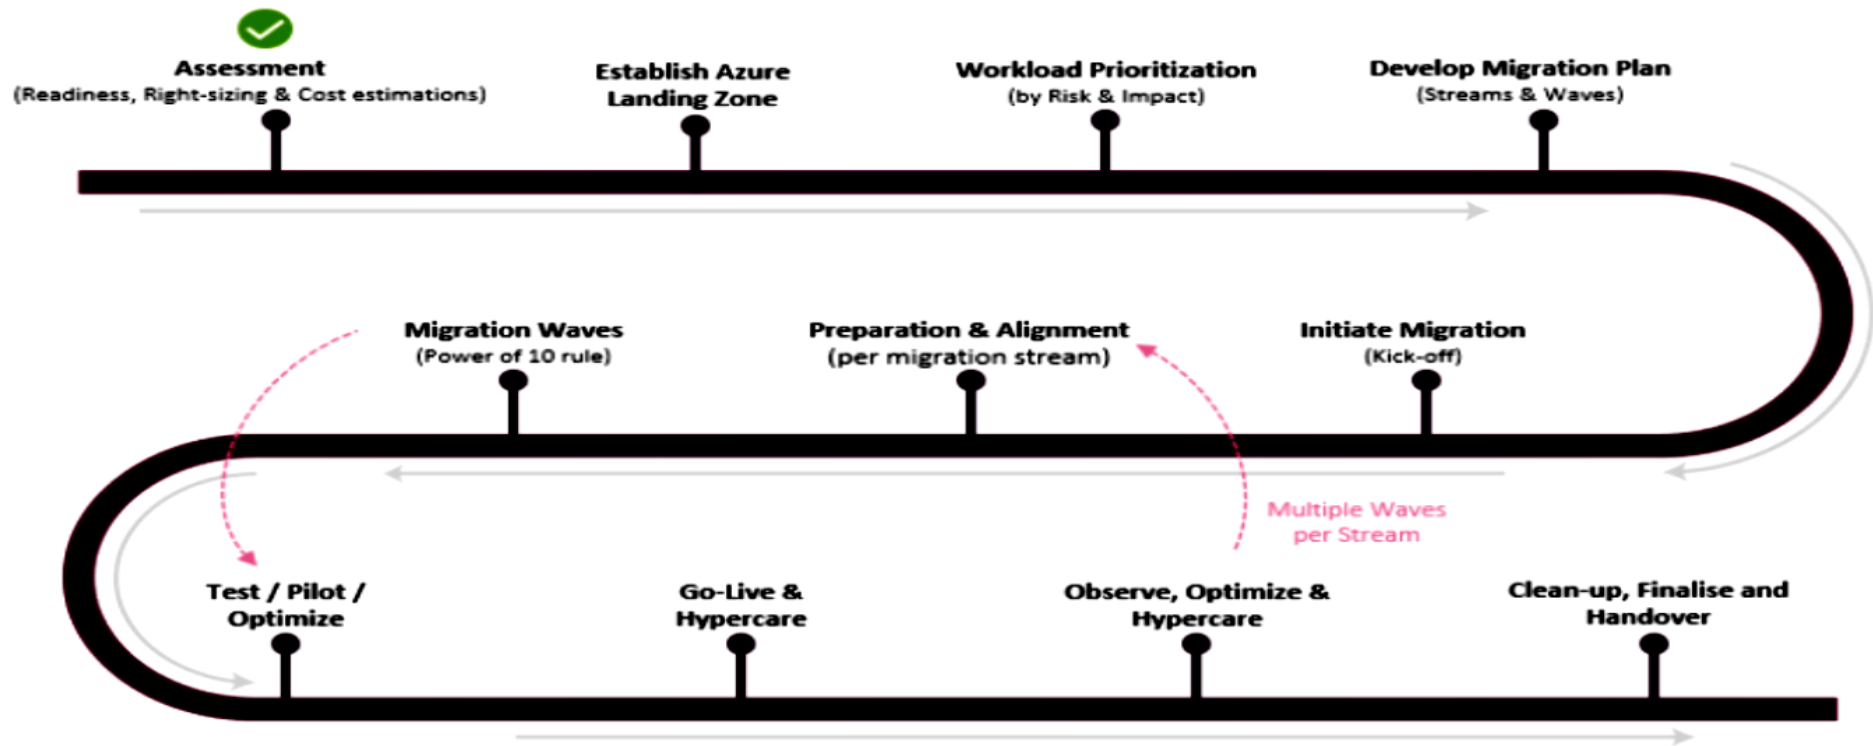 Assessment
(Readiness, Right-sizing & Cost estimations)
Establish Azure
Landing Zone
Workload Prioritization
(by Risk & Impact)
Develop Migration Plan
(Streams & Waves)
Initiate Migration
(Kick-off)
Preparation & Alignment
(per migration stream)
Migration Waves
(Power of 10 rule)
Multiple Waves
per Stream
Test / Pilot /
Optimize
Go-Live &
Hypercare
Observe, Optimize &
Hypercare
Clean-up, Finalise and
Handover